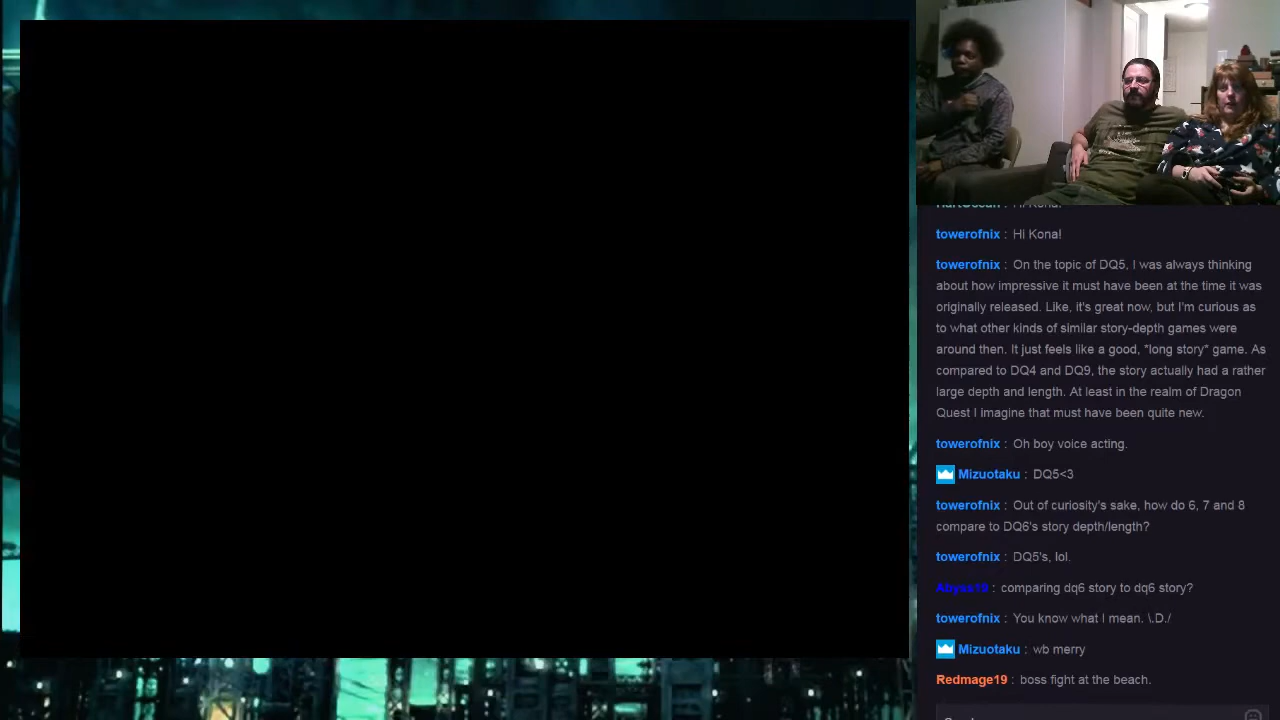 towerofnix : Hi Kona!
towerofnix : On the topic of DQ5, I was always thinking
about how impressive it must have been at the time it was
originally released. Like, it's great now, but I'm curious as
to what other kinds of similar story-depth games were
around then. It just feels like a good, *long story* game. As
compared to DQ4 and DQ9, the story actually had a rather
large depth and length. At least in the realm of Dragon
Quest I imagine that must have been quite new.
towerofnix : Oh boy voice acting.
Mizuotaku : DQ5<3
towerofnix : Out of curiosity's sake, how do 6, 7 and 8
compare to DQ6's story depth/length?
towerofnix : DQ5's, lol.
: comparing dq6 story to dq6 story?
towerofnix : You know what I mean. \.D./
Mizuotaku : wb merry
Redmage19 : boss fight at the beach.